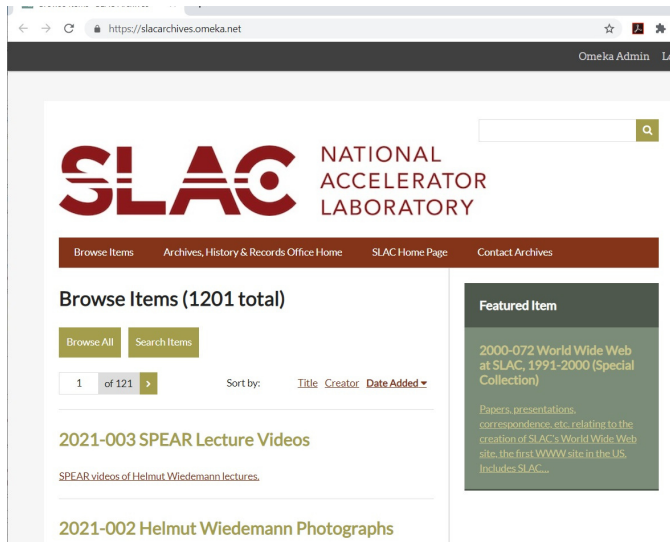 https://slacarchives.omeka.net
Omeka Admin
SLAC NATIONAL
ACCELERATOR
LABORATORY
Browse Items Archives, History & Records Office Home SLAC Home Page Contact Archives
Browse Items (1201 total)
Browse All Search Items
1 of 121 >
Sort by: Title Creator Date Added
2021-003 SPEAR Lecture Videos
SPEAR videos of Helmut Wiedemann lectures.
2021-002 Helmut Wiedemann Photographs
Featured Item
2000-072 World Wide Web
at SLAC, 1991-2000 (Special
Collection)
Papers, presentations,
correspondence, etc. relating to the
creation of SLAC's World Wide Web
site, the first WWW site in the US.
Includes SLAC...